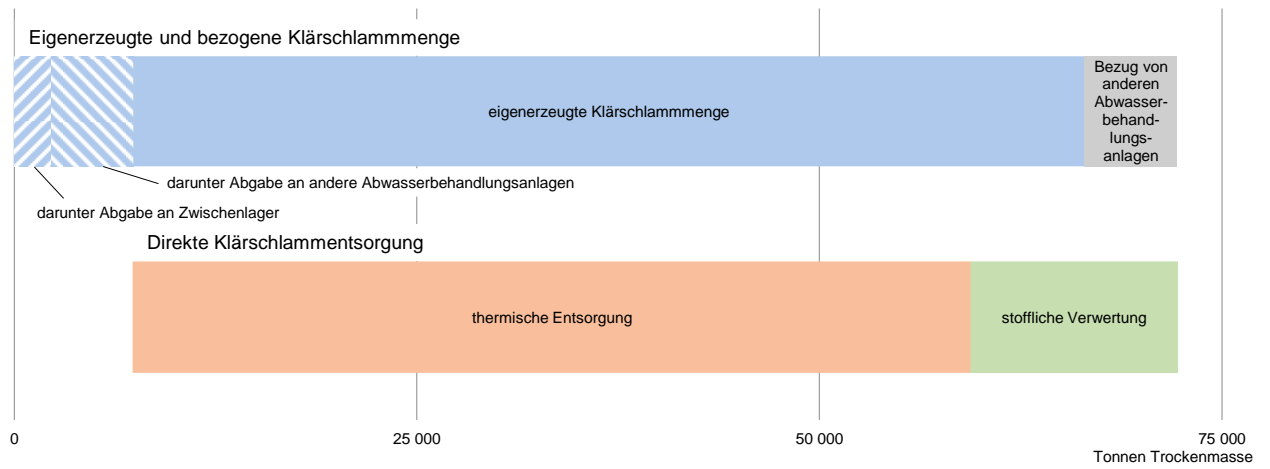 Eigenerzeugte und bezogene Klärschlammmenge
eigenerzeugte Klärschlammmenge
Bezug von
anderen
Abwasser-
behand-
lungs-
anlagen
darunter Abgabe an andere Abwasserbehandlungsanlagen
darunter Abgabe an Zwischenlager
Direkte Klärschlammentsorgung
thermische Entsorgung
stoffliche Verwertung
0
25 000
50 000
75 000
Tonnen Trockenmasse